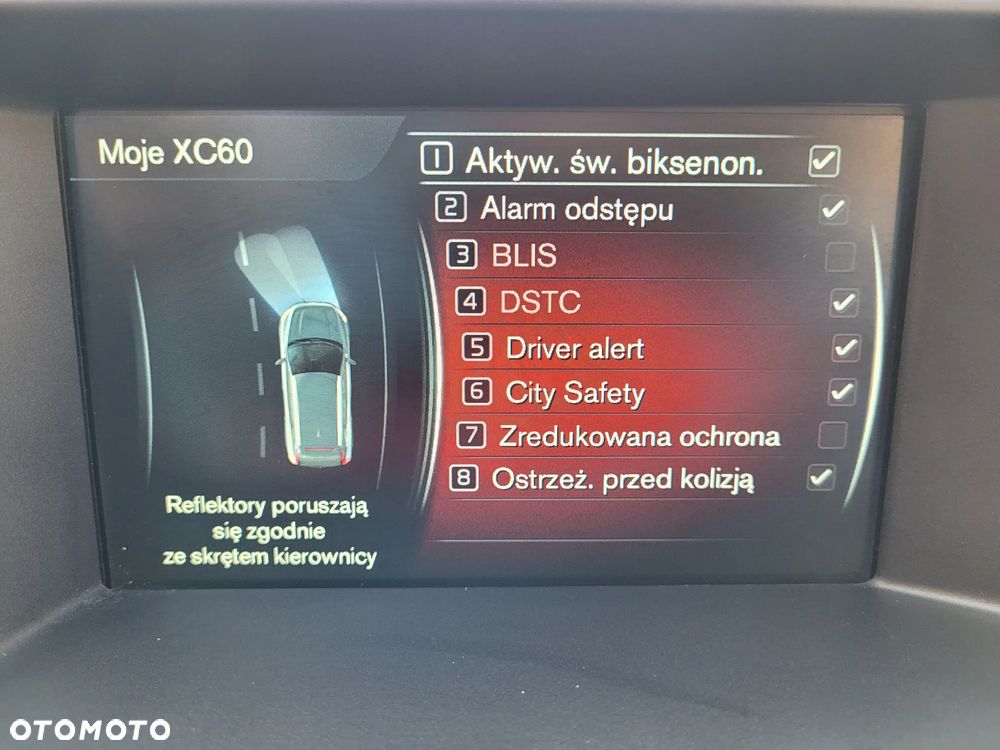 Moje XC60
1 Aktyw. św. biksenon.
2 Alarm odstępu
3 BLIS
4 DSTC
5 Driver alert
6 City Safety
7 Zredukowana ochrona
8 Ostrzeż. przed kolizją
Reflektory poruszają
się zgodnie
ze skrętem kierownicy
OTOMOTO